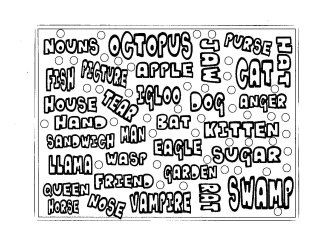 NOUNS OCTOPUS JAW PURSE HAT
FISH PICTURE APPLE CAT
HOUSE TEAR IGLOO DOG ANGER
HAND BAT KITTEN
SANDWICH MAN EAGLE SUGAR
LLAMA WASP GARDEN
QUEEN FRIEND RAT SWAMP
HORSE NOSE VAMPIRE